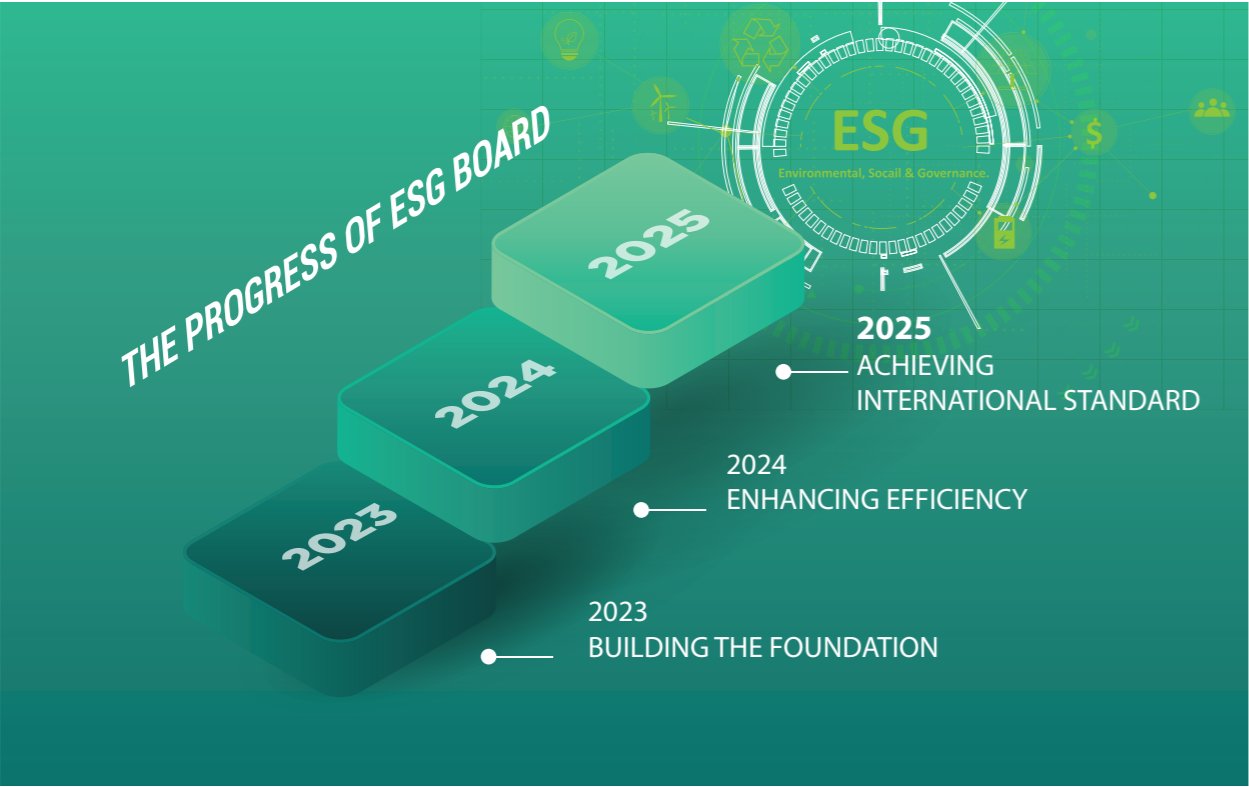 THE PROGRESS OF ESG BOARD
ESG
Environmental, Socail & Governance.
$
2025
2025
ACHIEVING
INTERNATIONAL STANDARD
2024
2024
ENHANCING EFFICIENCY
2023
2023
BUILDING THE FOUNDATION